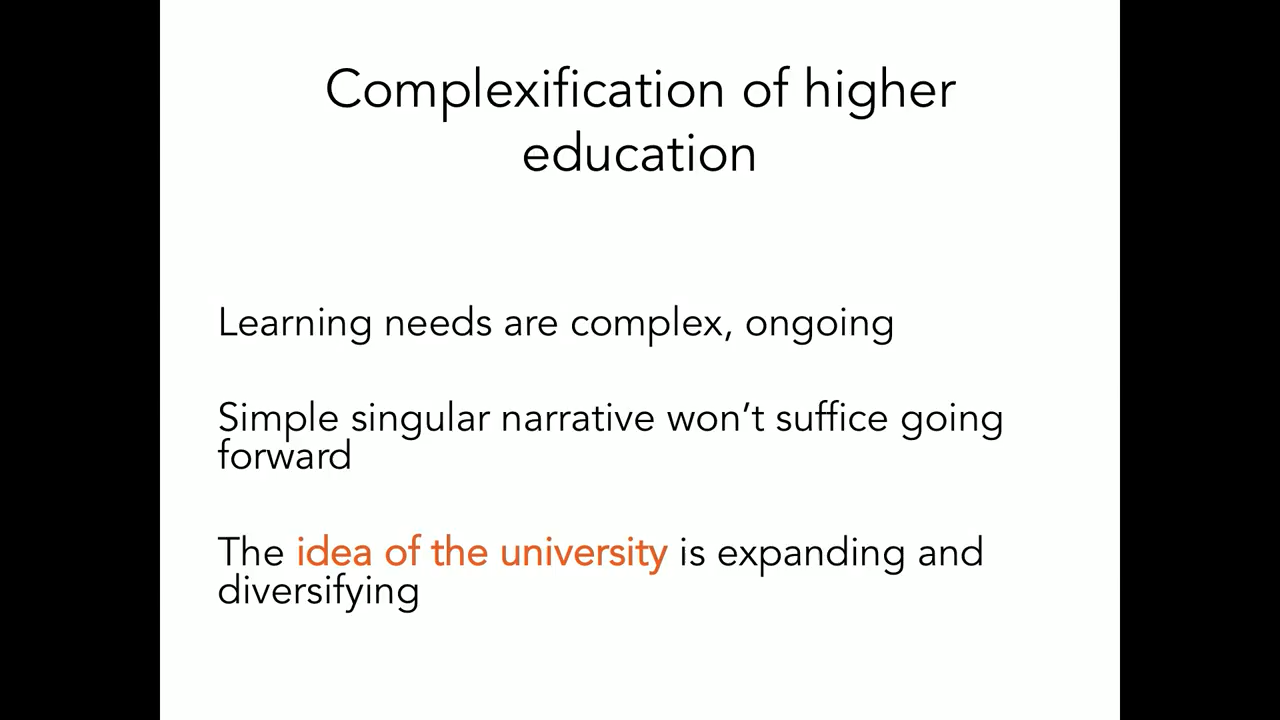 Complexification of higher
education
Learning needs are complex, ongoing
Simple singular narrative won’t suffice going
forward
The idea of the university is expanding and
diversifying